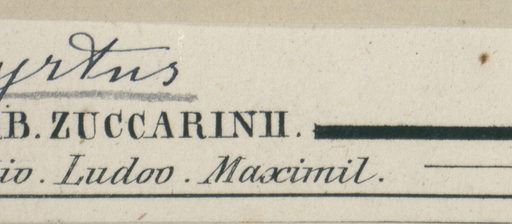 yrtus
B. ZUCCARINII.
io. Ludov. Maximil.